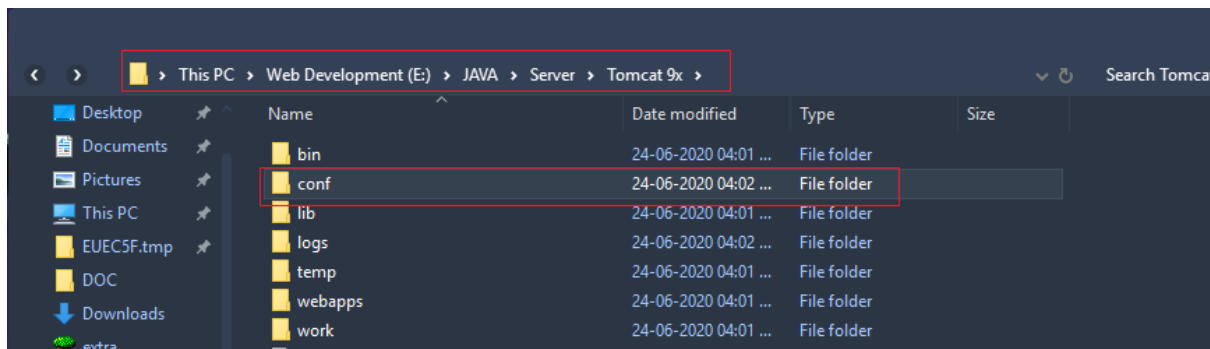 This PC > Web Development (E:) > JAVA > Server > Tomcat 9x >
Search Tomca
Desktop
Documents
Pictures
This PC
EUEC5F.tmp
DOC
Downloads
extra
Name Date modified Type Size
bin 24-06-2020 04:01 ... File folder
conf 24-06-2020 04:02 ... File folder
lib 24-06-2020 04:01 ... File folder
logs 24-06-2020 04:02 ... File folder
temp 24-06-2020 04:01 ... File folder
webapps 24-06-2020 04:01 ... File folder
work 24-06-2020 04:01 ... File folder